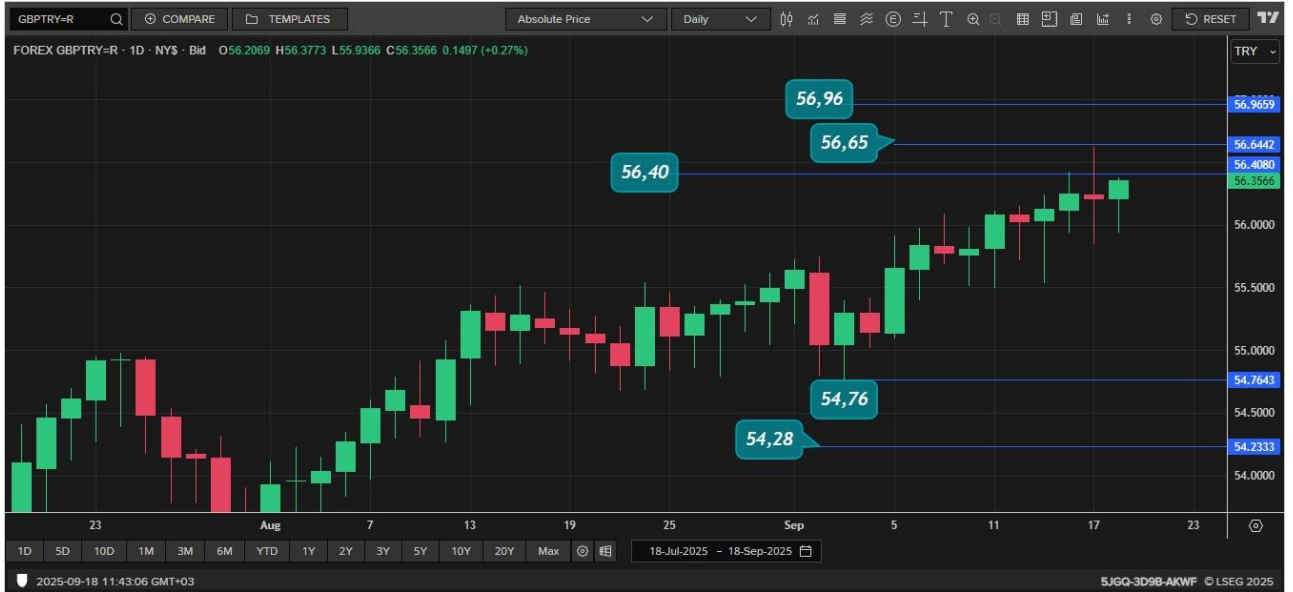 GBPTRY=R COMPARE TEMPLATES Absolute Price Daily RESET
FOREX GBPTRY=R · 1D · NY$ · Bid O56.2069 H56.3773 L55.9366 C56.3566 0.1497 (+0.27%)
TRY
56,96
56.9659
56,65
56.6442
56.4080
56,40
56.3566
56.0000
55.5000
55.0000
54.7643
54,76
54.5000
54,28
54.2333
54.0000
23 Aug 7 13 19 25 Sep 5 11 17 23
1D 5D 10D 1M 3M 6M YTD 1Y 2Y 3Y 5Y 10Y 20Y Max 18-Jul-2025 - 18-Sep-2025
2025-09-18 11:43:06 GMT+03 5JGQ-3D9B-AKWF © LSEG 2025